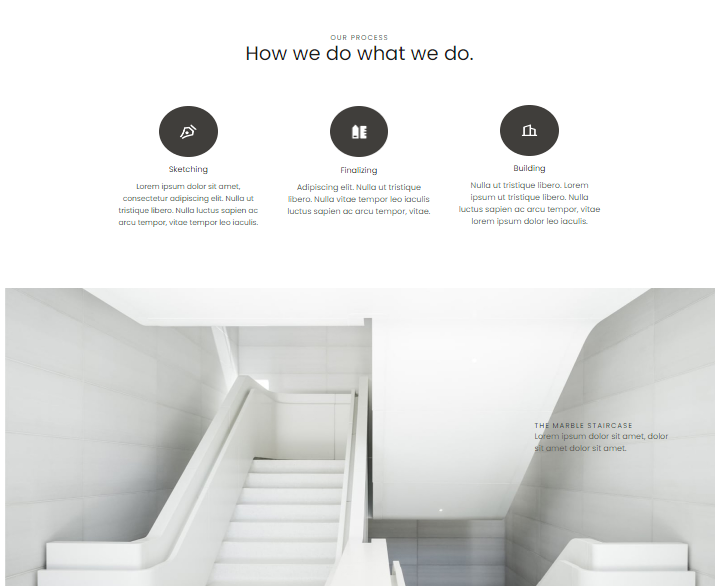 OUR PROCESS
How we do what we do.
Sketching
Lorem ipsum dolor sit amet,
consectetur adipiscing elit. Nulla ut
tristique libero. Nulla luctus sapien ac
arcu tempor, vitae tempor leo iaculis.
Finalizing
Adipiscing elit. Nulla ut tristique
libero. Nulla vitae tempor leo iaculis
luctus sapien ac arcu tempor, vitae.
Building
Nulla ut tristique libero. Lorem
ipsum ut tristique libero. Nulla
luctus sapien ac arcu tempor, vitae
lorem ipsum dolor leo iaculis.
THE MARBLE STAIRCASE
Lorem ipsum dolor sit amet, dolor
sit amet dolor sit amet.